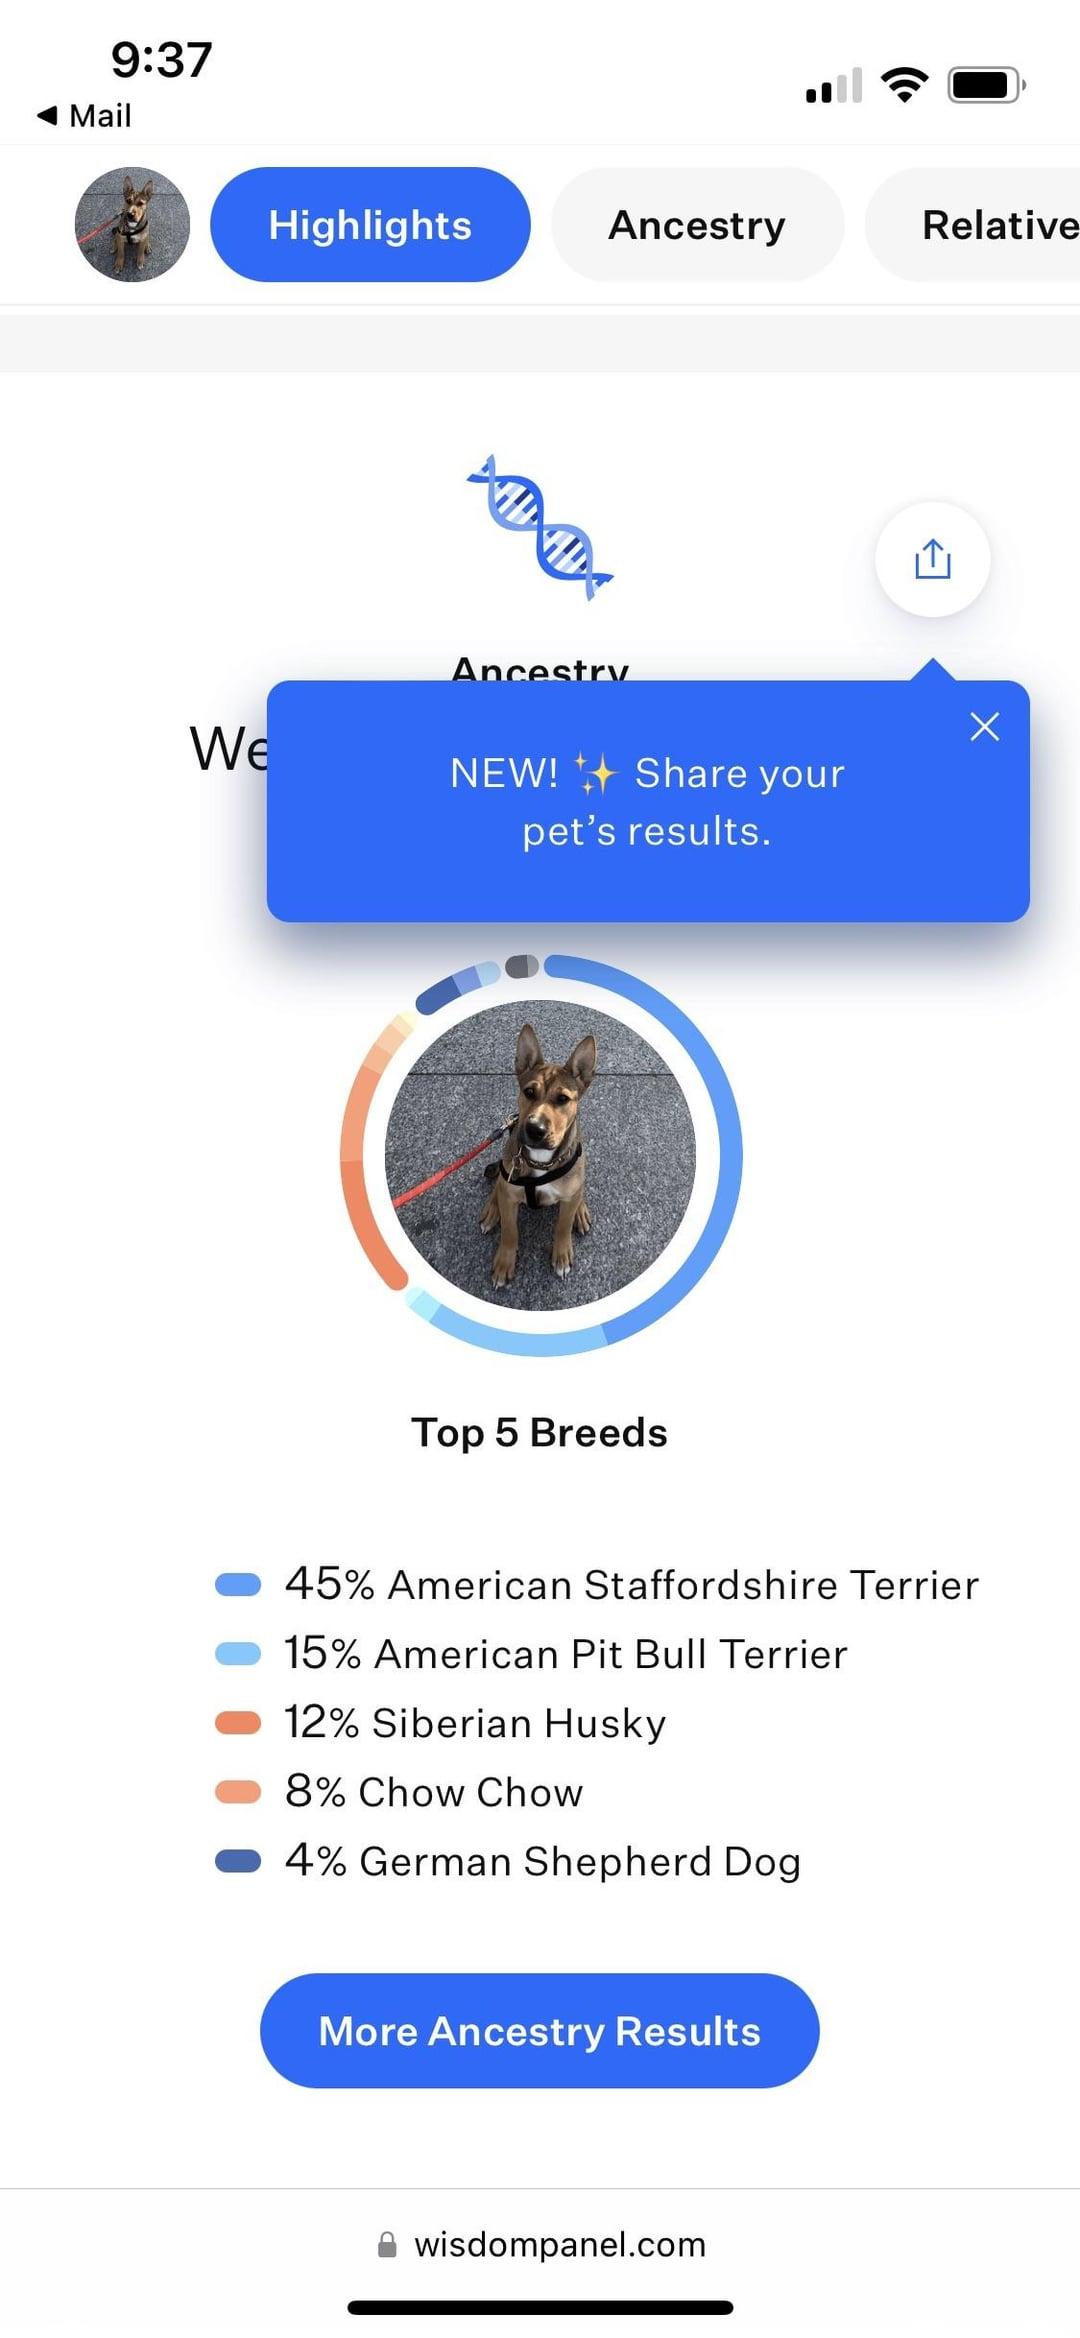 9:37
Mail
Highlights
Ancestry
Relative
Ancestry
We
NEW! ✨ Share your
pet’s results.
Top 5 Breeds
45% American Staffordshire Terrier
15% American Pit Bull Terrier
12% Siberian Husky
8% Chow Chow
4% German Shepherd Dog
More Ancestry Results
wisdompanel.com